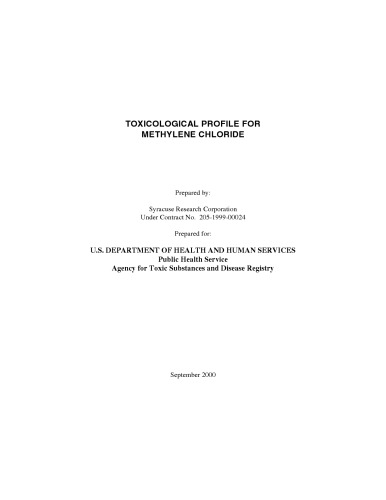 TOXICOLOGICAL PROFILE FOR
METHYLENE CHLORIDE
Prepared by:
Syracuse Research Corporation
Under Contract No. 205-1999-00024
Prepared for:
U.S. DEPARTMENT OF HEALTH AND HUMAN SERVICES
Public Health Service
Agency for Toxic Substances and Disease Registry
September 2000